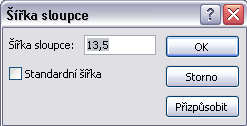 Šířka sloupce
Šířka sloupce: 13,5 OK
Standardní šířka Storno
Přizpůsobit